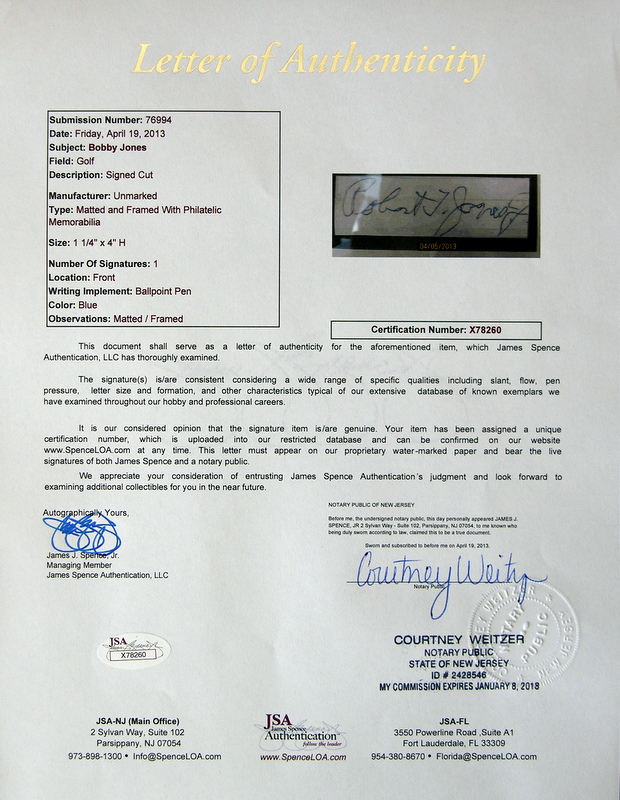 Letter of Authenticity
Submission Number: 76994
Date: Friday, April 19, 2013
Subject: Bobby Jones
Field: Golf
Description: Signed Cut
Manufacturer: Unmarked
Type: Matted and Framed With Philatelic
Memorabilia
Size: 1 1/4" x 4" H
Number Of Signatures: 1
Location: Front
Writing Implement: Ballpoint Pen
Color: Blue
Observations: Matted / Framed
Robert T. Jones Jr
04/05/2013
Certification Number: X78260
This document shall serve as a letter of authenticity for the aforementioned item, which James Spence
Authentication, LLC has thoroughly examined.
The signature(s) is/are consistent considering a wide range of specific qualities including slant, flow, pen
pressure, letter size and formation, and other characteristics typical of our extensive database of known exemplars we
have examined throughout our hobby and professional careers.
It is our considered opinion that the signature item is/are genuine. Your item has been assigned a unique
certification number, which is uploaded into our restricted database and can be confirmed on our website
www.SpenceLOA.com at any time. This letter must appear on our proprietary water-marked paper and bear the live
signatures of both James Spence and a notary public.
We appreciate your consideration of entrusting James Spence Authentication's judgment and look forward to
examining additional collectibles for you in the near future.
Autographically Yours,
James J. Spence, Jr.
Managing Member
James Spence Authentication, LLC
NOTARY PUBLIC OF NEW JERSEY
Before me, the undersigned notary public, this day personally appeared JAMES J.
SPENCE, JR 2 Sylvan Way - Suite 102, Parsippany, NJ 07054, to me known who
being duly sworn according to law, claimed this to be a true document.
Sworn and subscribed to before me on April 19, 2013.
Courtney Weitzer
Notary Public
WEITZER
NOTARY
PUBLIC
NEW JERSEY
COURTNEY WEITZER
NOTARY PUBLIC
STATE OF NEW JERSEY
ID # 2428546
MY COMMISSION EXPIRES JANUARY 8, 2018
JSA
X78260
JSA-NJ (Main Office)
2 Sylvan Way, Suite 102
Parsippany, NJ 07054
973-898-1300 • Info@SpenceLOA.com
JSA
James Spence
Authentication
follow the leader
www.SpenceLOA.com
JSA-FL
3550 Powerline Road ,Suite A1
Fort Lauderdale, FL 33309
954-380-8670 • Florida@SpenceLOA.com